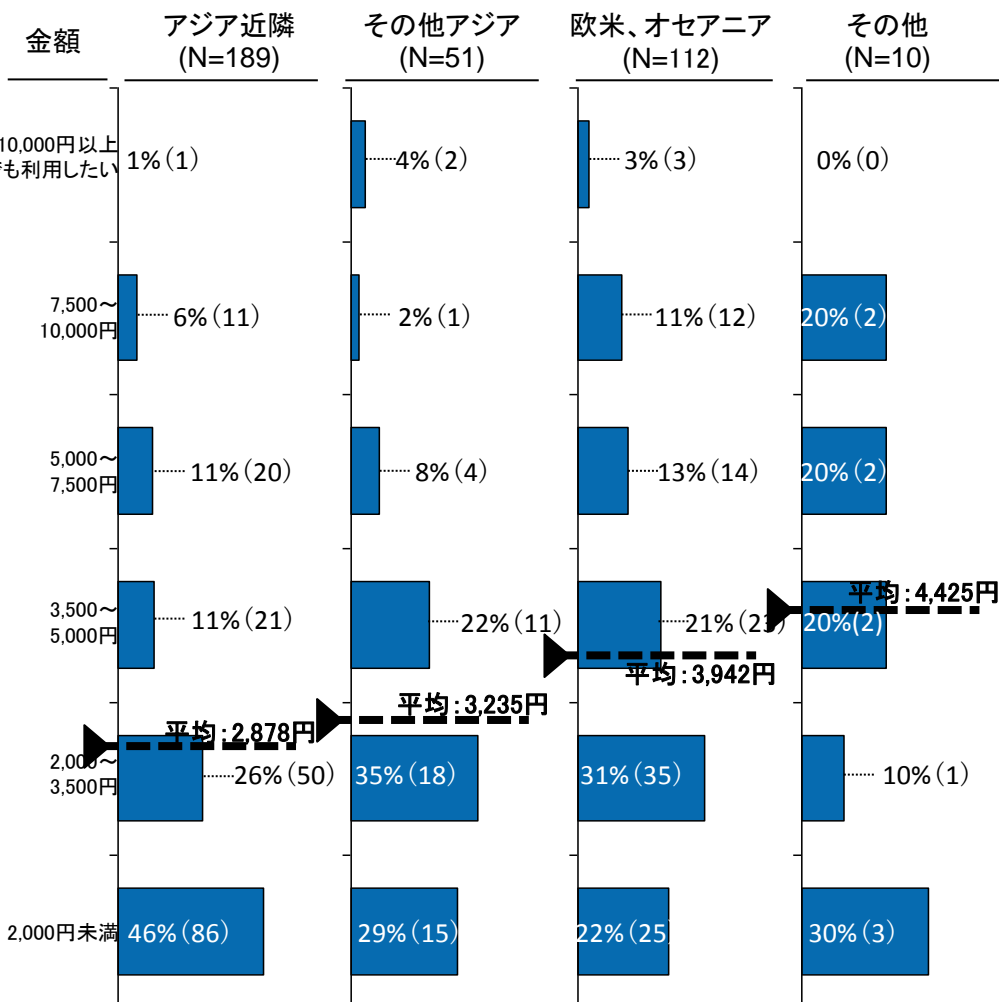 金額
アジア近隣
(N=189)
その他アジア
(N=51)
欧米、オセアニア
(N=112)
その他
(N=10)
10,000円以上
も利用したい
1%(1)
4%(2)
3%(3)
0%(0)
7,500～
10,000円
6%(11)
2%(1)
11%(12)
20%(2)
5,000～
7,500円
11%(20)
8%(4)
13%(14)
20%(2)
3,500～
5,000円
11%(21)
22%(11)
21%(23)
20%(2)
平均:4,425円
平均:3,942円
平均:3,235円
平均:2,878円
2,000～
3,500円
26%(50)
35%(18)
31%(35)
10%(1)
2,000円未満
46%(86)
29%(15)
22%(25)
30%(3)